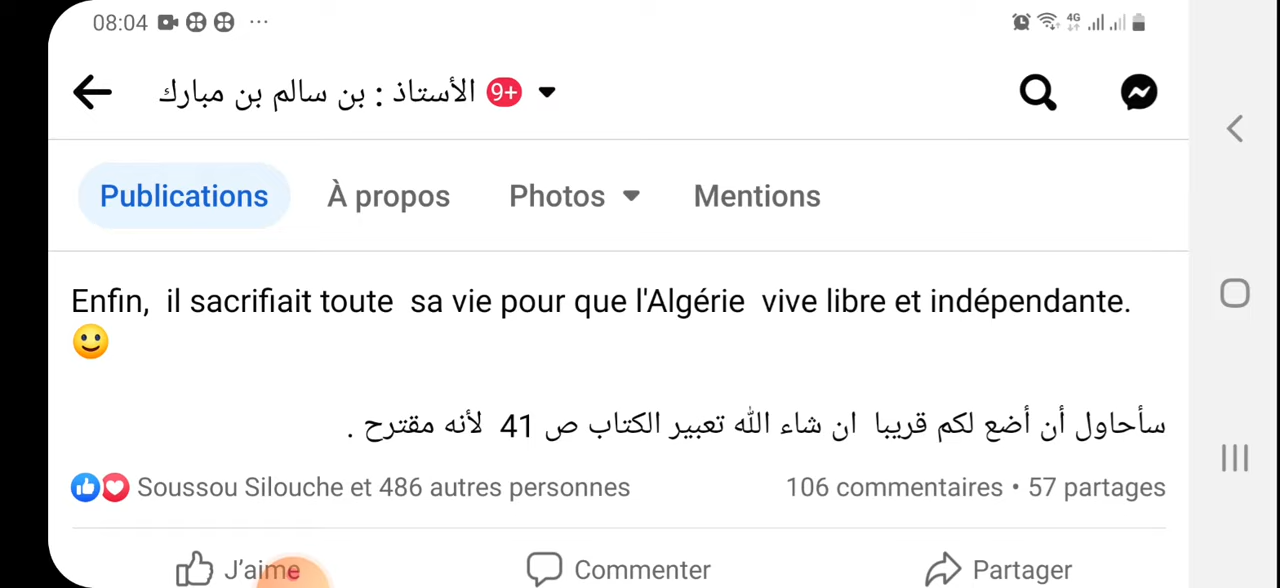 08:04
4G
الأستاذ : بن سالم بن مبارك 9+
Publications À propos Photos Mentions
Enfin, il sacrifiait toute sa vie pour que l'Algérie vive libre et indépendante.
🙂
سأحاول أن أضع لكم قريبا ان شاء الله تعبير الكتاب ص 41 لأنه مقترح .
Soussou Silouche et 486 autres personnes 106 commentaires • 57 partages
J'aime Commenter Partager